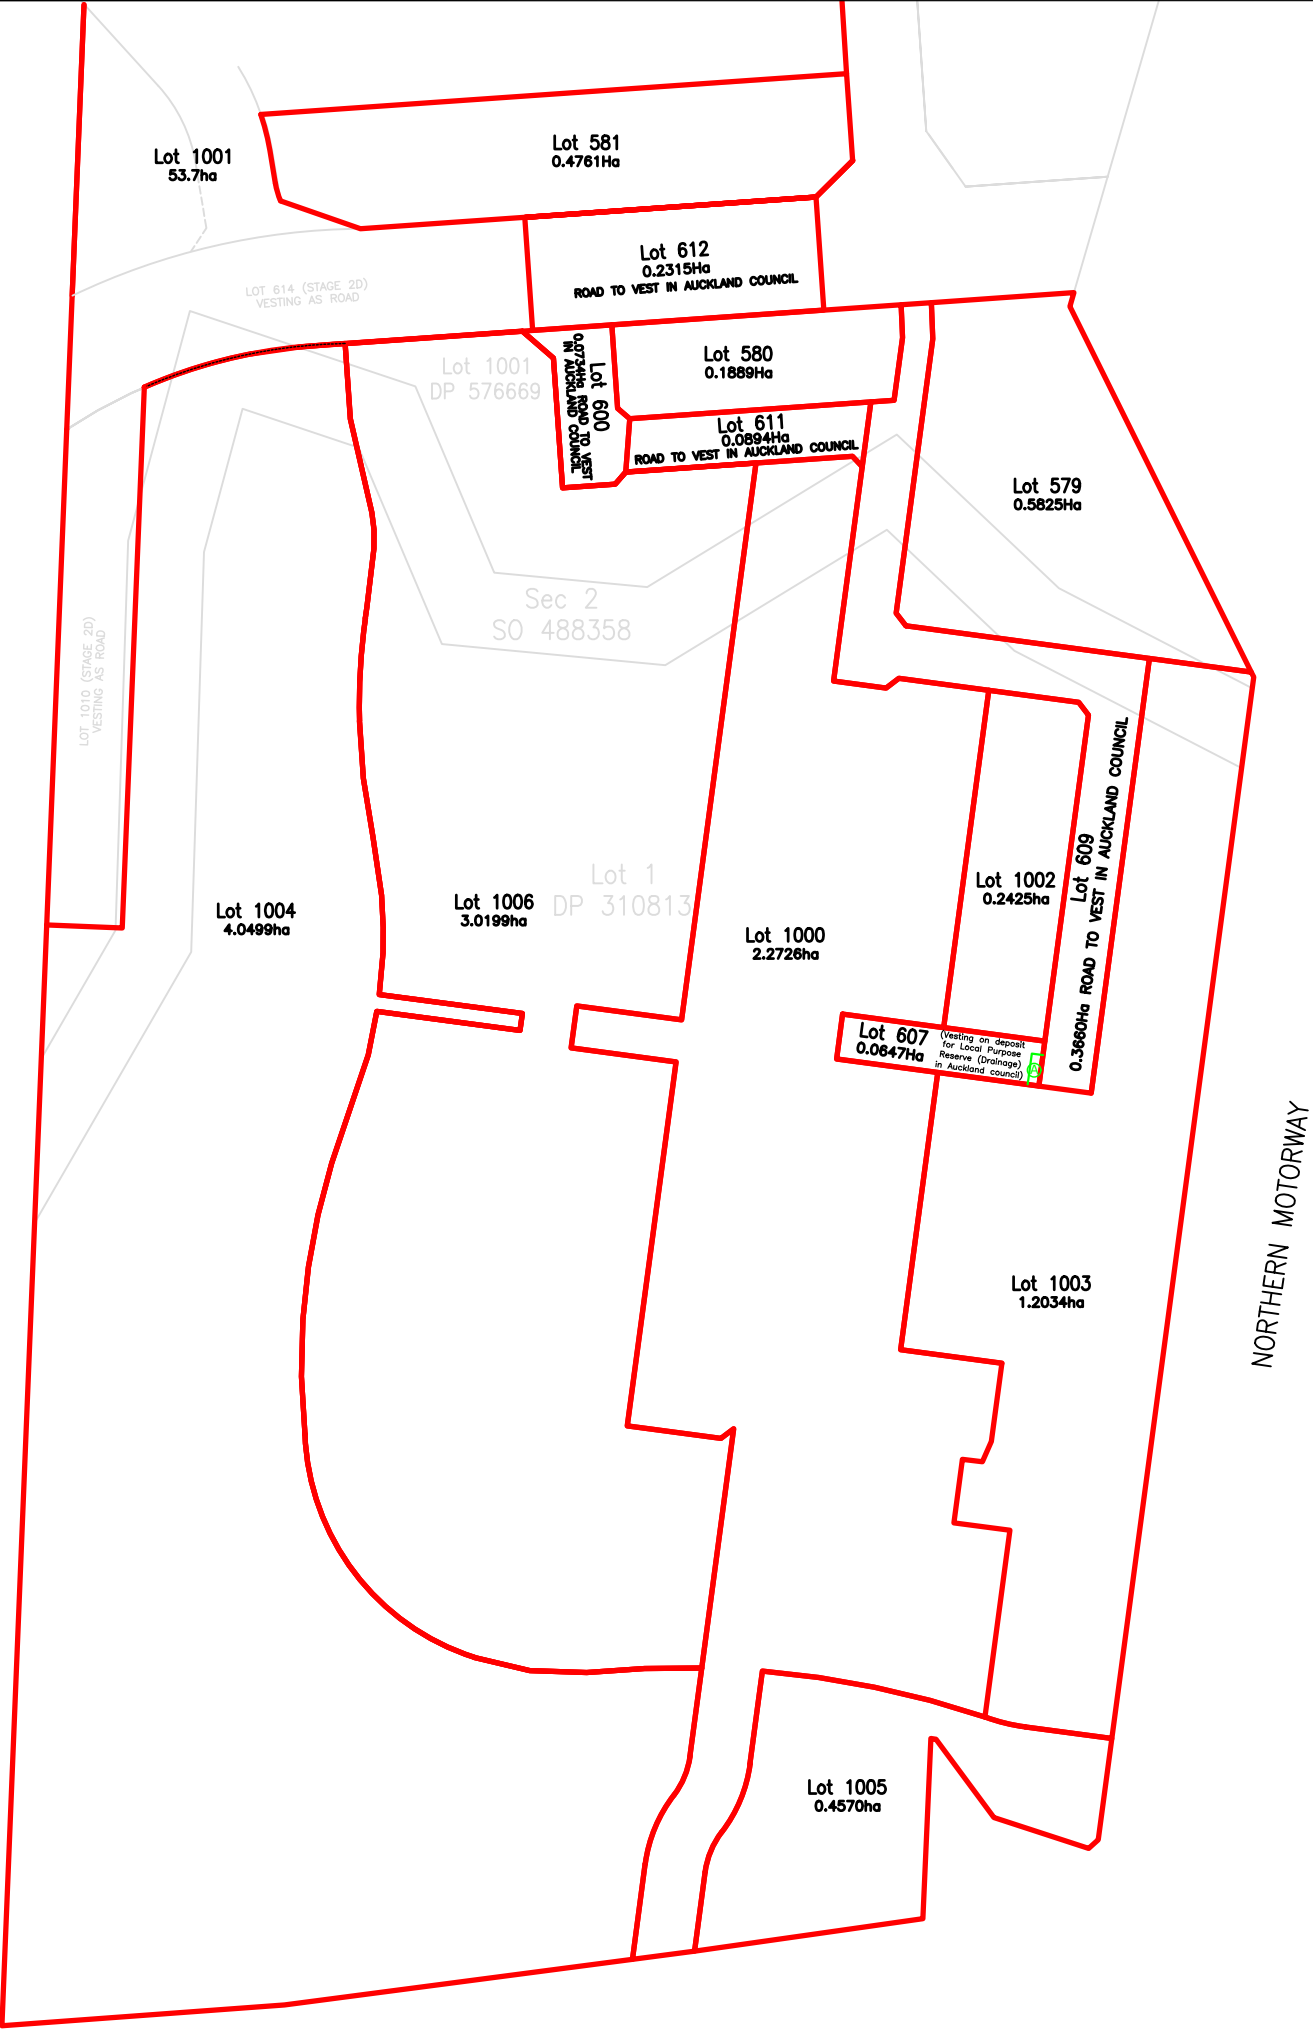 Lot 581
0.4761Ha
Lot 1001
53.7ha
Lot 612
0.2315Ha
ROAD TO VEST IN AUCKLAND COUNCIL
LOT 614 (STAGE 2D)
VESTING AS ROAD
Lot 1001
DP 576669
Lot 600
0.0734Ha ROAD TO VEST
IN AUCKLAND COUNCIL
Lot 580
0.1889Ha
Lot 611
0.0894Ha
ROAD TO VEST IN AUCKLAND COUNCIL
Lot 579
0.5825Ha
Sec 2
SO 488358
LOT 1010 (STAGE 2D)
VESTING AS ROAD
Lot 1004
4.0499ha
Lot 1006
3.0199ha
Lot 1
DP 310813
Lot 1000
2.2726ha
Lot 1002
0.2425ha
Lot 609
0.3660Ha ROAD TO VEST IN AUCKLAND COUNCIL
Lot 607
0.0647Ha
(Vesting on deposit
for Local Purpose
Reserve (Drainage)
in Auckland council)
NORTHERN MOTORWAY
Lot 1003
1.2034ha
Lot 1005
0.4570ha